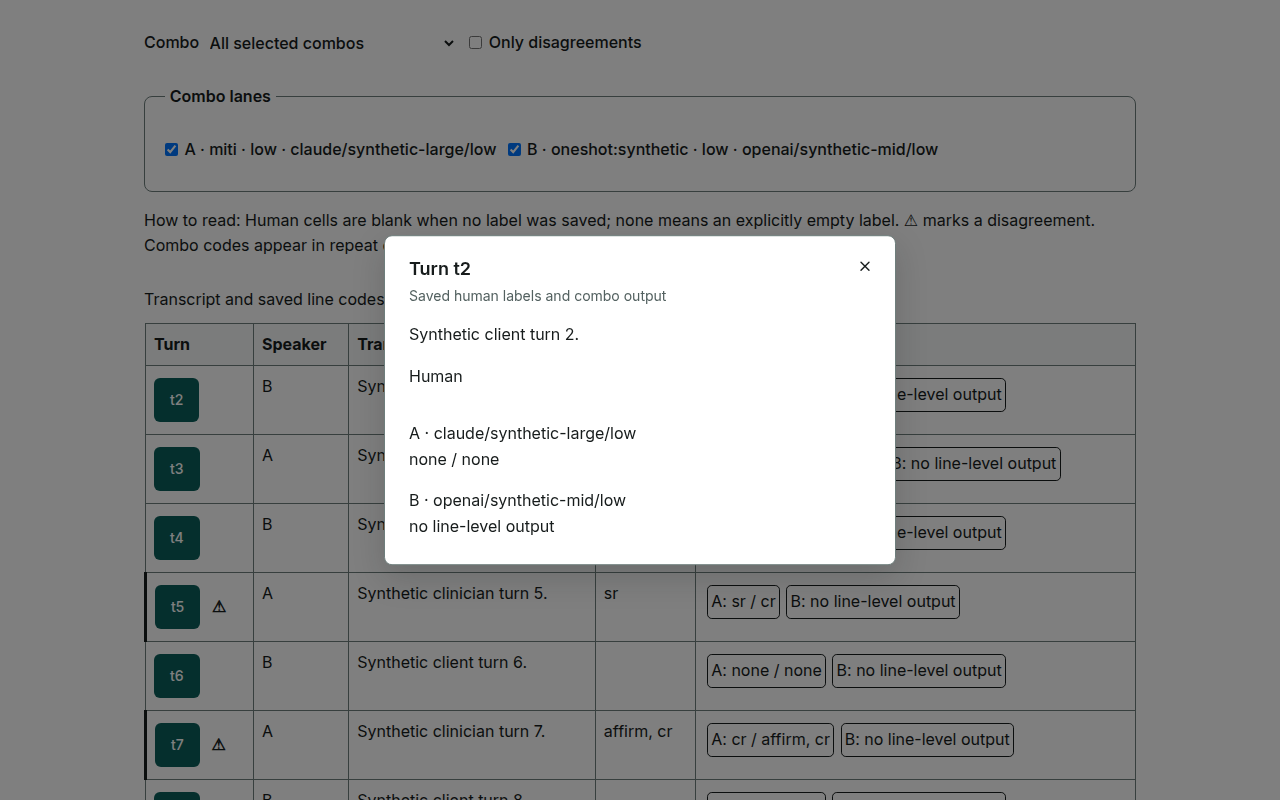 Combo All selected combos Only disagreements
Combo lanes
A · miti · low · claude/synthetic-large/low B · oneshot:synthetic · low · openai/synthetic-mid/low
How to read: Human cells are blank when no label was saved; none means an explicitly empty label. ⚠ marks a disagreement.
Combo codes appear in repeat
Transcript and saved line codes
Turn Speaker
t2 B e-level output
t3 A B: no line-level output
t4 B e-level output
t5 ⚠ A Synthetic clinician turn 5. sr A: sr / cr B: no line-level output
t6 B Synthetic client turn 6. A: none / none B: no line-level output
t7 ⚠ A Synthetic clinician turn 7. affirm, cr A: cr / affirm, cr B: no line-level output
B Synthetic client turn 8.
Turn t2 ×
Saved human labels and combo output
Synthetic client turn 2.
Human
A · claude/synthetic-large/low
none / none
B · openai/synthetic-mid/low
no line-level output